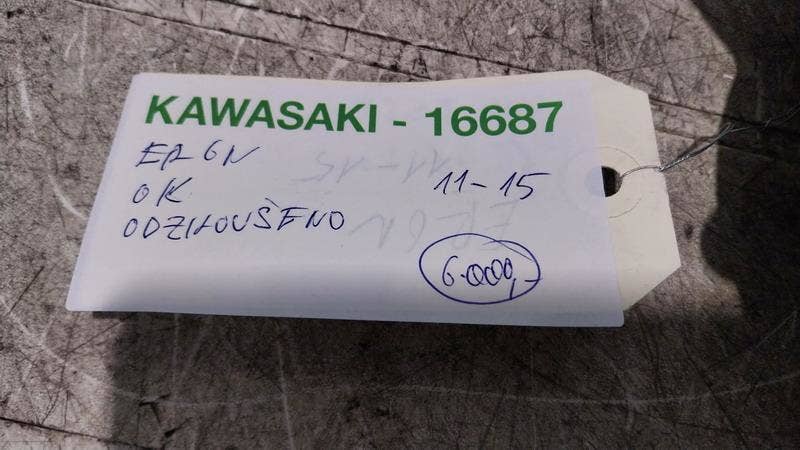 KAWASAKI - 16687
ER 6N
OK 11-15
ODZKOUŠENO
6.000,-